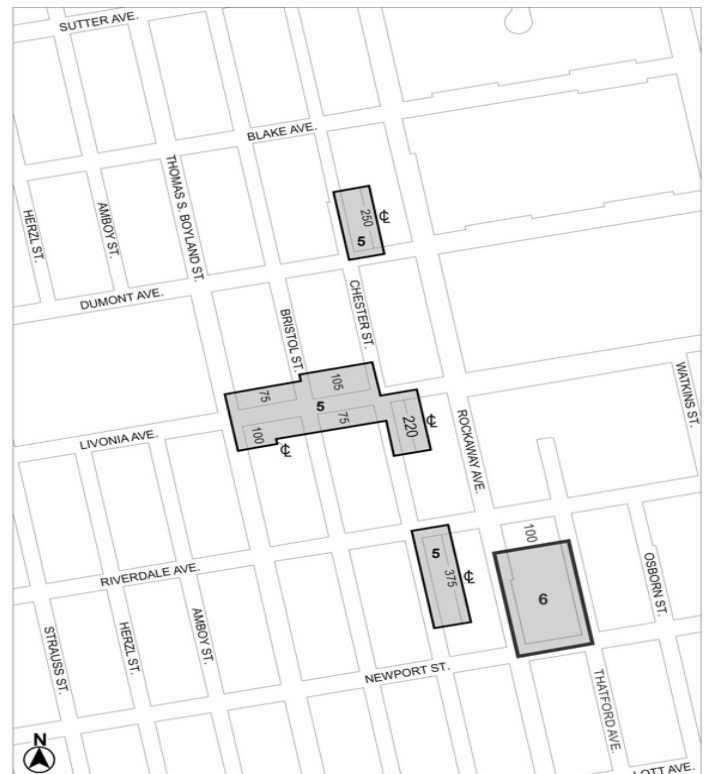 SUTTER AVE.
BLAKE AVE.
THOMAS S. BOYLAND ST.
HERZL ST.
AMBOY ST.
250
℄
5
DUMONT AVE.
BRISTOL ST.
CHESTER ST.
75
105
5
75
100
℄
220
℄
WATKINS ST.
LIVONIA AVE.
ROCKAWAY AVE.
RIVERDALE AVE.
5
375
℄
100
6
OSBORN ST.
STRAUSS ST.
HERZL ST.
AMBOY ST.
NEWPORT ST.
THATFORD AVE.
N
LOTT AVE.